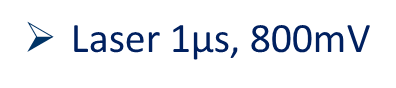 ➢ Laser 1µs, 800mV